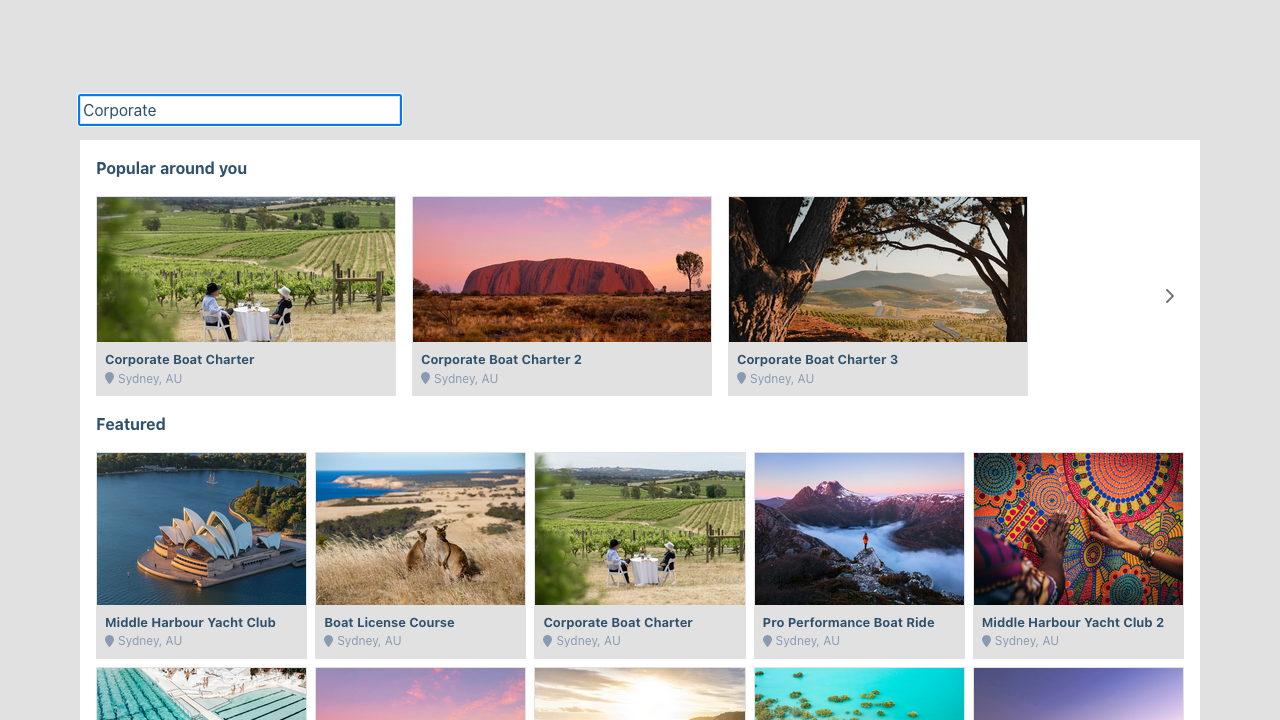 Corporate
Popular around you
Corporate Boat Charter
Sydney, AU
Corporate Boat Charter 2
Sydney, AU
Corporate Boat Charter 3
Sydney, AU
Featured
Middle Harbour Yacht Club
Sydney, AU
Boat License Course
Sydney, AU
Corporate Boat Charter
Sydney, AU
Pro Performance Boat Ride
Sydney, AU
Middle Harbour Yacht Club 2
Sydney, AU